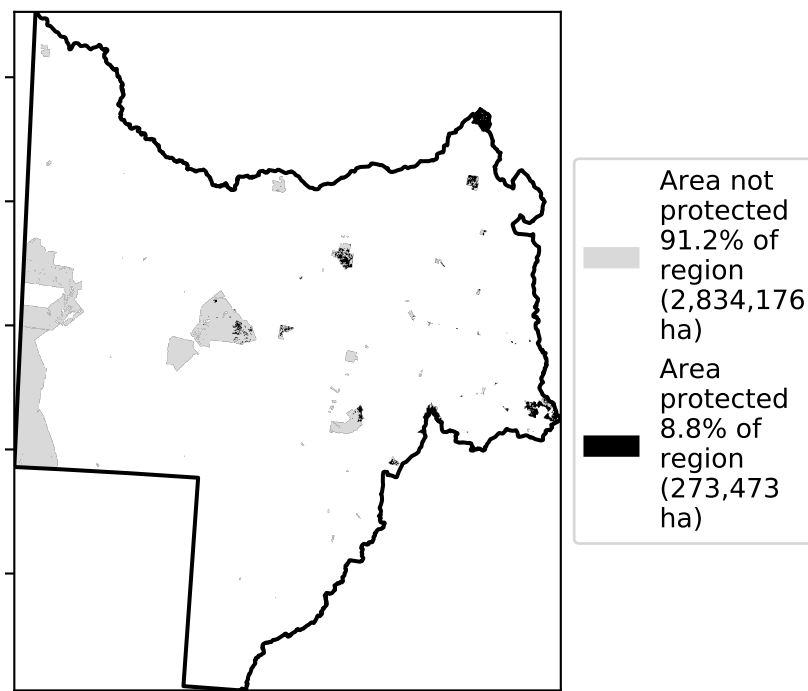 Area not
protected
91.2% of
region
(2,834,176
ha)
Area
protected
8.8% of
region
(273,473
ha)